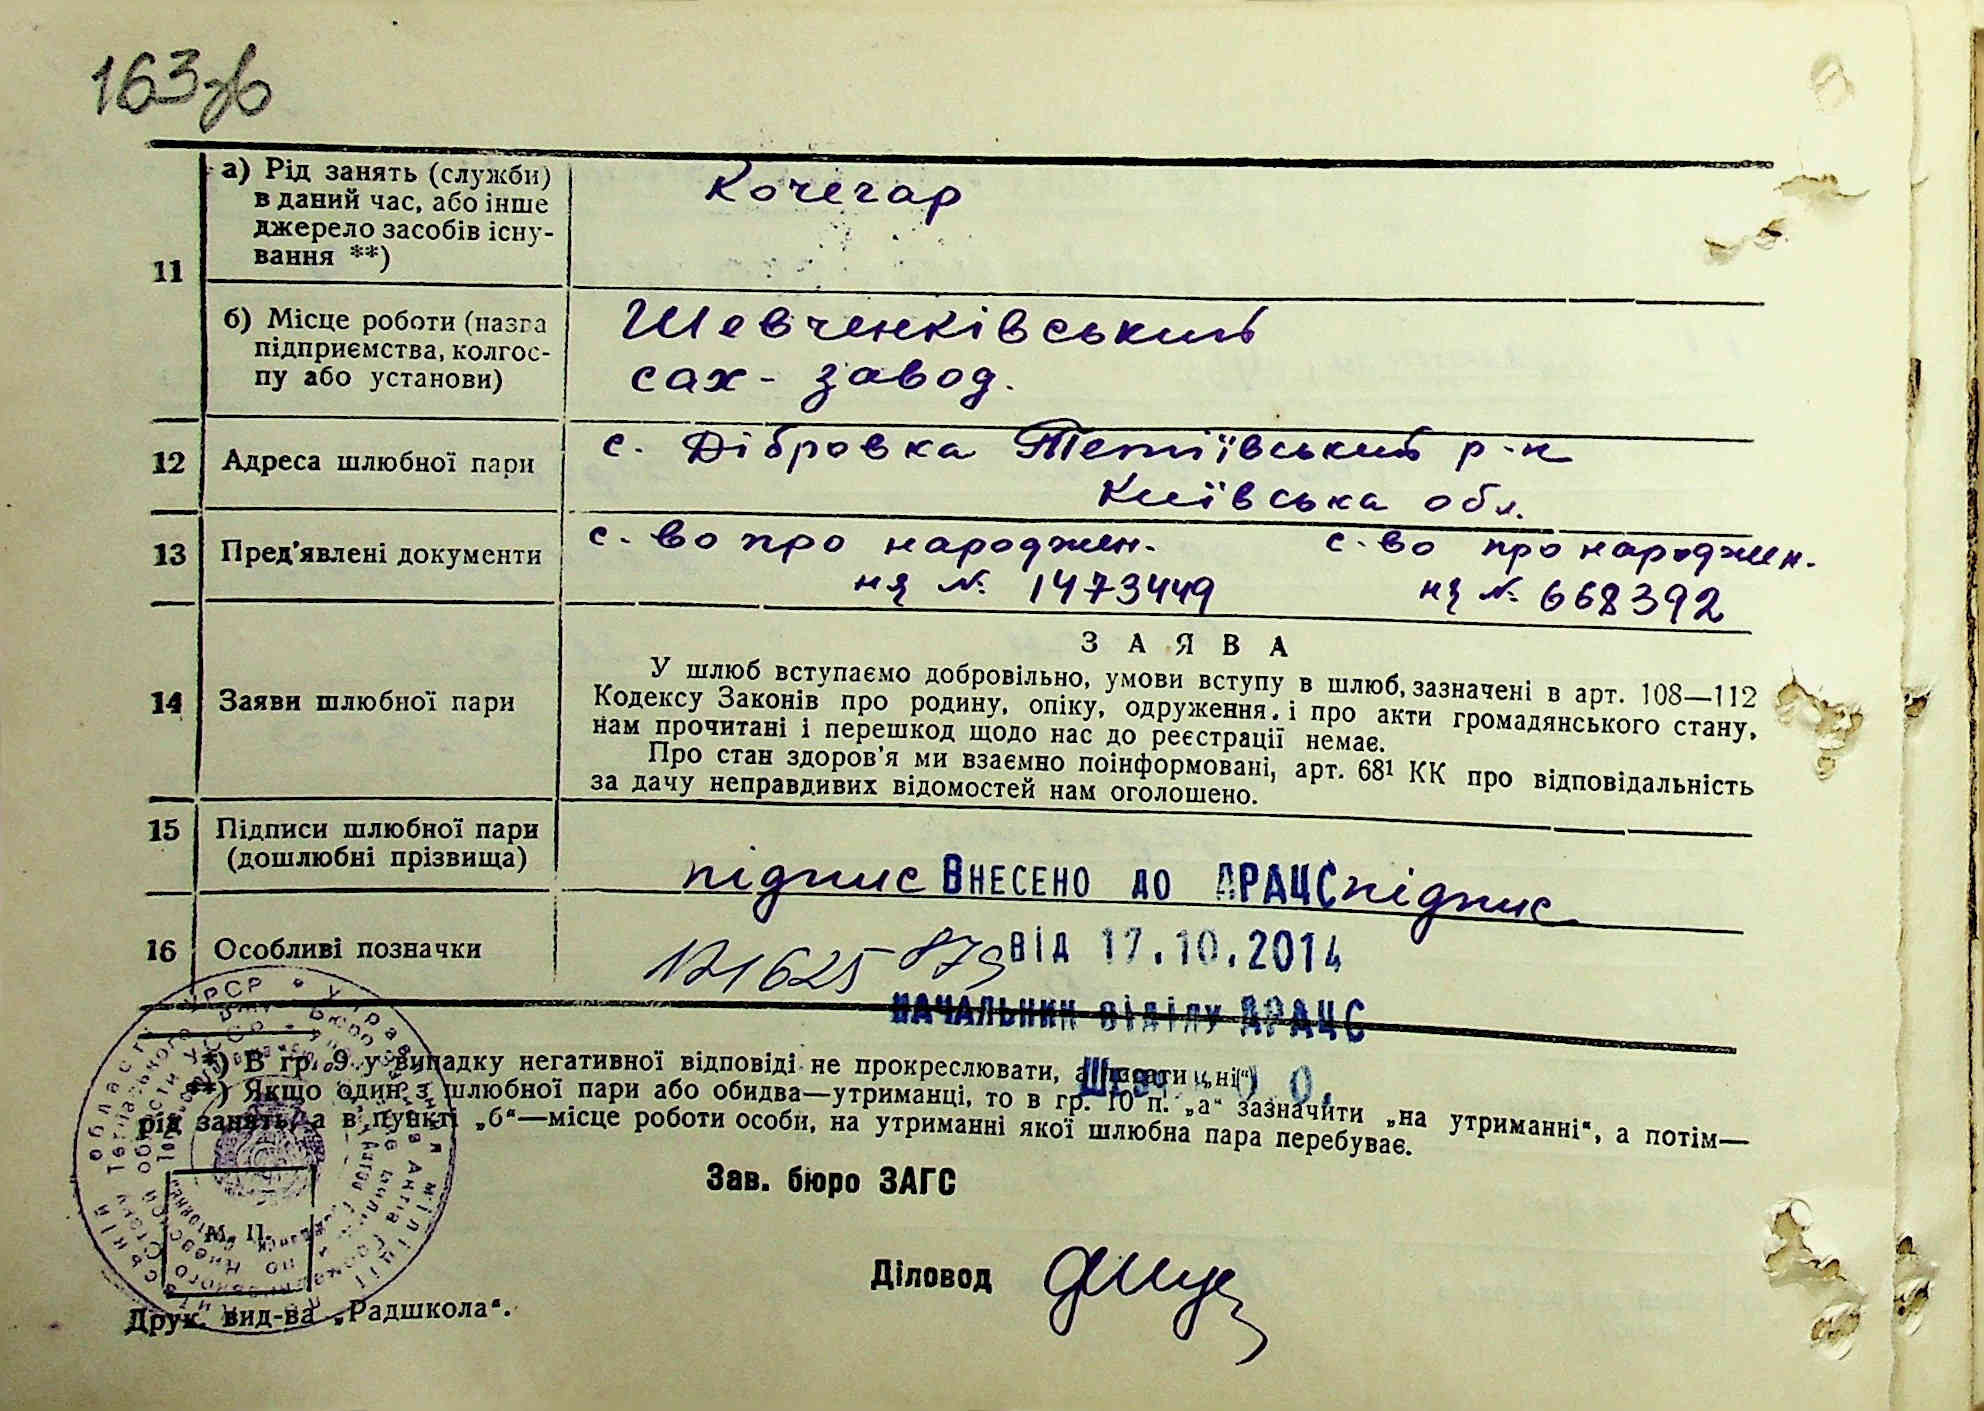 163 зв
11
а) Рід занять (служби)
в даний час, або інше
джерело засобів існу-
вання **)
Кочегар
б) Місце роботи (назва
підприємства, колгос-
пу або установи)
Шевченківський
сах- завод.
12
Адреса шлюбної пари
с. Дібровка Тетіївський р-н
Київська обл.
13
Пред'явлені документи
с-во про народжен- с-во про народжен-
ня № 1473449 ня № 668392
14
Заяви шлюбної пари
ЗАЯВА
У шлюб вступаємо добровільно, умови вступу в шлюб, зазначені в арт. 108—112
Кодексу Законів про родину, опіку, одруження і про акти громадянського стану,
нам прочитані і перешкод щодо нас до реєстрації немає.
Про стан здоров'я ми взаємно поінформовані, арт. 68¹ КК про відповідальність
за дачу неправдивих відомостей нам оголошено.
15
Підписи шлюбної пари
(дошлюбні прізвища)
підпис Внесено до ДРАЦС підпис
16
Особливі позначки
від 17.10.2014
начальник відділу ДРАЦС
*) В гр. 9 у випадку негативної відповіді не прокреслювати, а писати „ні“
**) Якщо один з шлюбної пари або обидва—утриманці, то в гр. 10 п. „а“ зазначити „на утриманні“, а потім—
рід занять, а в пункті „б“—місце роботи особи, на утриманні якої шлюбна пара перебуває.
Зав. бюро ЗАГС
М. П.
Діловод
Друк. вид-ва „Радшкола“.